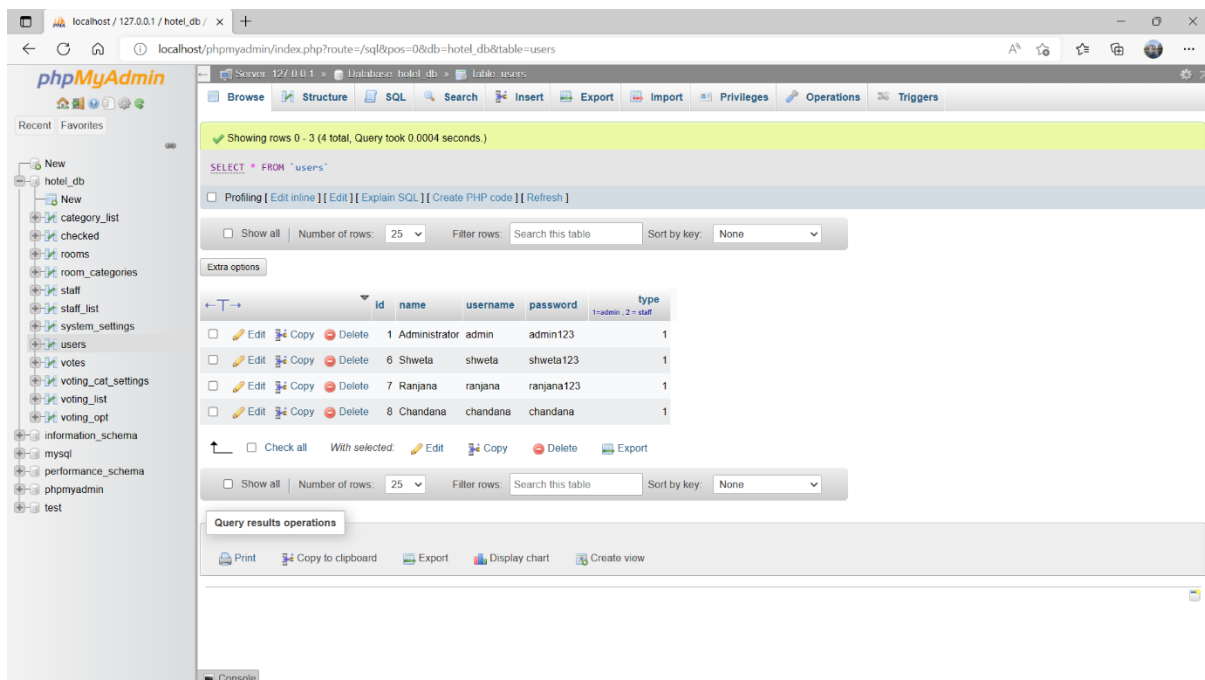 localhost / 127.0.0.1 / hotel_db /
localhost/phpmyadmin/index.php?route=/sql&pos=0&db=hotel_db&table=users
phpMyAdmin
Recent Favorites
New
hotel_db
New
category_list
checked
rooms
room_categories
staff
staff_list
system_settings
users
votes
voting_cat_settings
voting_list
voting_opt
information_schema
mysql
performance_schema
phpmyadmin
test
Server: 127.0.0.1 » Database: hotel_db » Table: users
Browse Structure SQL Search Insert Export Import Privileges Operations Triggers
Showing rows 0 - 3 (4 total, Query took 0.0004 seconds.)
SELECT * FROM `users`
Profiling [ Edit inline ] [ Edit ] [ Explain SQL ] [ Create PHP code ] [ Refresh ]
Show all Number of rows: 25 Filter rows: Search this table Sort by key: None
Extra options
←T→ id name username password type
1=admin , 2 = staff
Edit Copy Delete 1 Administrator admin admin123 1
Edit Copy Delete 6 Shweta shweta shweta123 1
Edit Copy Delete 7 Ranjana ranjana ranjana123 1
Edit Copy Delete 8 Chandana chandana chandana 1
Check all With selected: Edit Copy Delete Export
Show all Number of rows: 25 Filter rows: Search this table Sort by key: None
Query results operations
Print Copy to clipboard Export Display chart Create view
Console